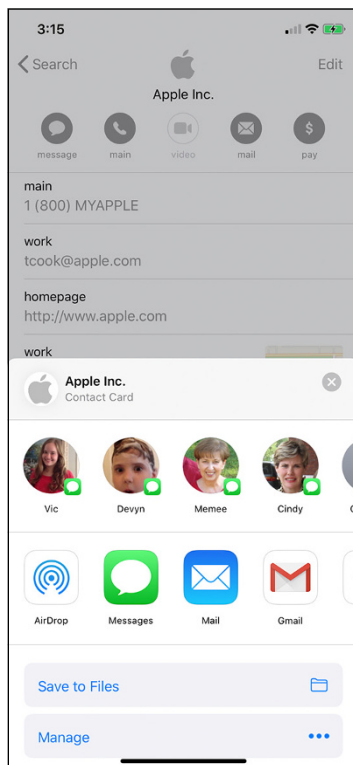 3:15
Search
Edit
Apple Inc.
message main video mail pay
main
1 (800) MYAPPLE
work
tcook@apple.com
homepage
http://www.apple.com
work
Apple Inc.
Contact Card
Vic Devyn Memee Cindy
AirDrop Messages Mail Gmail
Save to Files
Manage